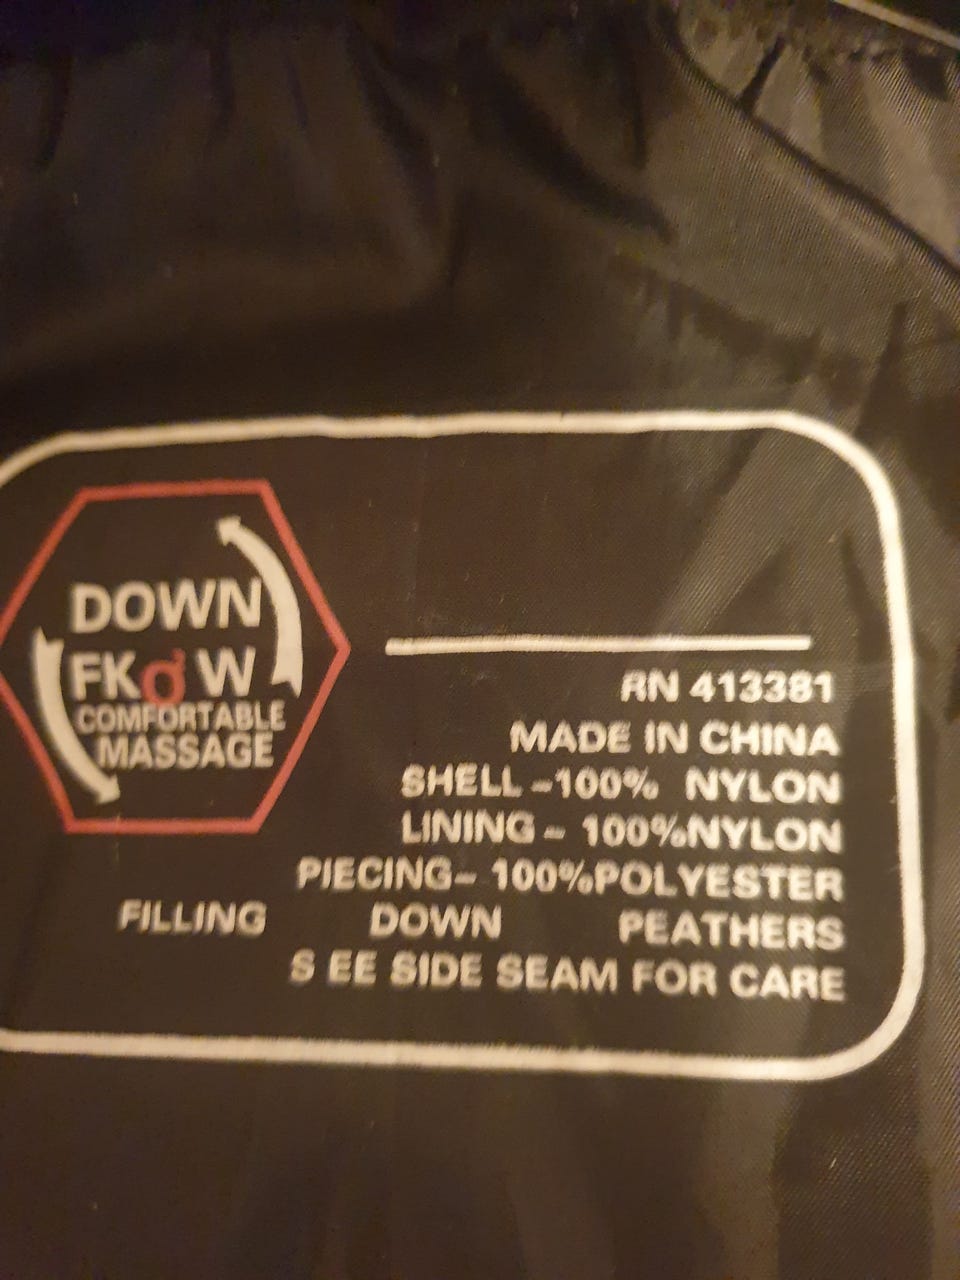 DOWN
FKoW
COMFORTABLE
MASSAGE
RN 413381
MADE IN CHINA
SHELL -100% NYLON
LINING - 100%NYLON
PIECING- 100%POLYESTER
FILLING DOWN PEATHERS
S EE SIDE SEAM FOR CARE